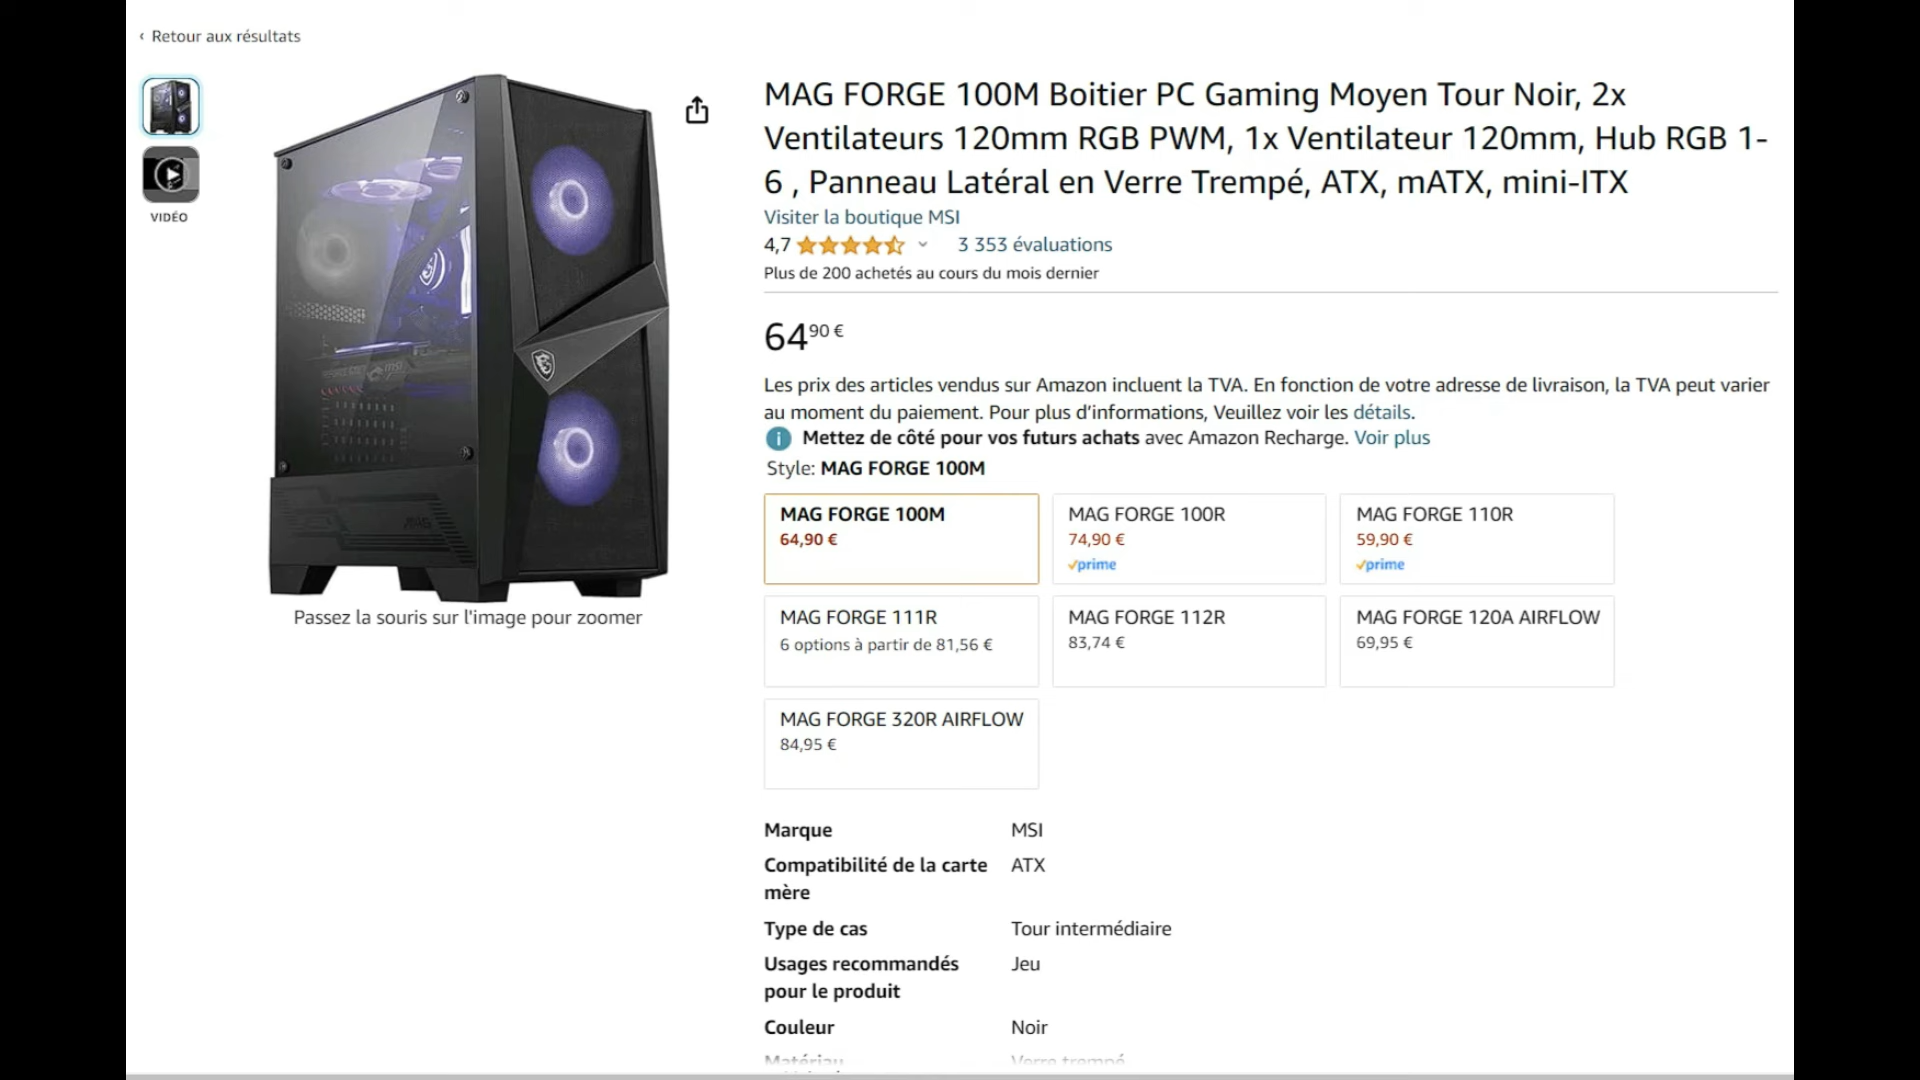 ‹ Retour aux résultats
VIDÉO
Passez la souris sur l'image pour zoomer
MAG FORGE 100M Boitier PC Gaming Moyen Tour Noir, 2x
Ventilateurs 120mm RGB PWM, 1x Ventilateur 120mm, Hub RGB 1-
6 , Panneau Latéral en Verre Trempé, ATX, mATX, mini-ITX
Visiter la boutique MSI
4,7 3 353 évaluations
Plus de 200 achetés au cours du mois dernier
64 90 €
Les prix des articles vendus sur Amazon incluent la TVA. En fonction de votre adresse de livraison, la TVA peut varier
au moment du paiement. Pour plus d’informations, Veuillez voir les détails.
i Mettez de côté pour vos futurs achats avec Amazon Recharge. Voir plus
Style: MAG FORGE 100M
MAG FORGE 100M
64,90 €
MAG FORGE 100R
74,90 €
prime
MAG FORGE 110R
59,90 €
prime
MAG FORGE 111R
6 options à partir de 81,56 €
MAG FORGE 112R
83,74 €
MAG FORGE 120A AIRFLOW
69,95 €
MAG FORGE 320R AIRFLOW
84,95 €
Marque MSI
Compatibilité de la carte ATX
mère
Type de cas Tour intermédiaire
Usages recommandés Jeu
pour le produit
Couleur Noir
Matériau Verre trempé